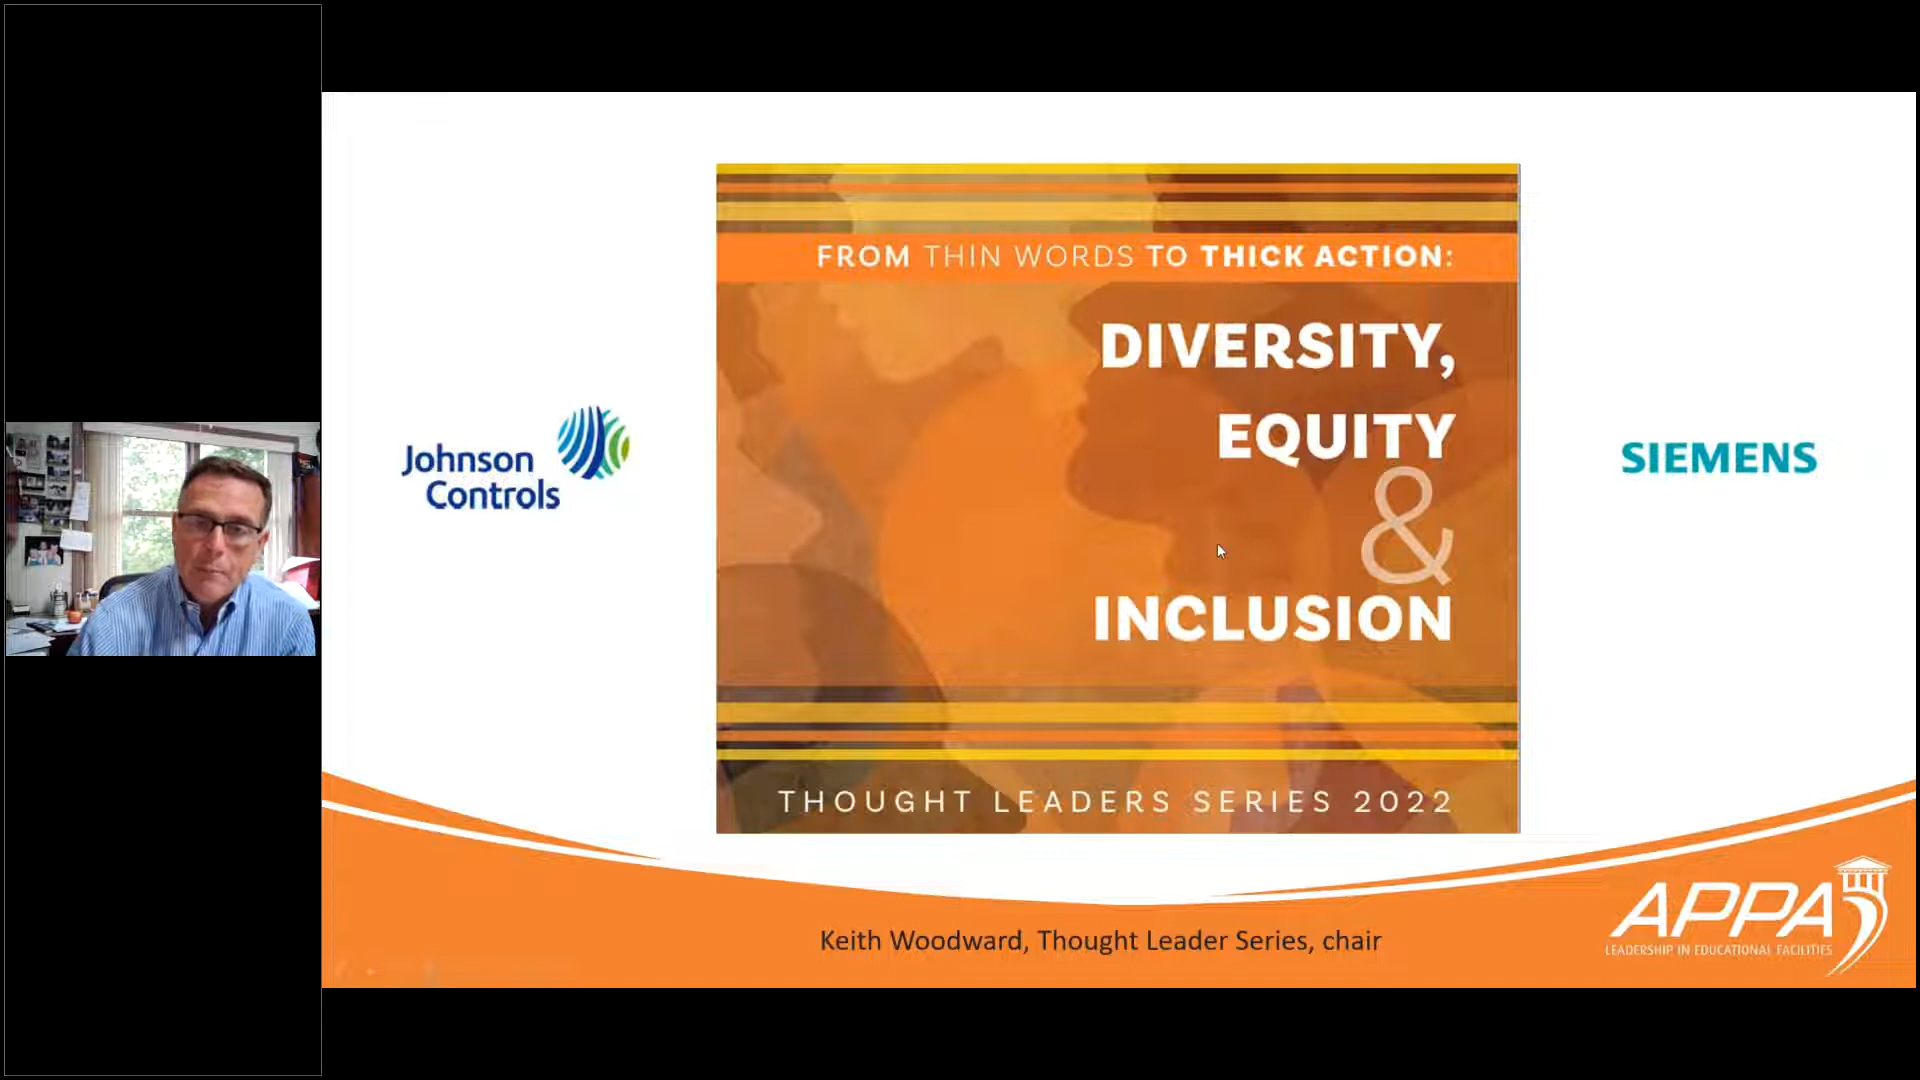 FROM THIN WORDS TO THICK ACTION:
DIVERSITY,
EQUITY
&
INCLUSION
Johnson
Controls
SIEMENS
THOUGHT LEADERS SERIES 2022
Keith Woodward, Thought Leader Series, chair
APPA
LEADERSHIP IN EDUCATIONAL FACILITIES